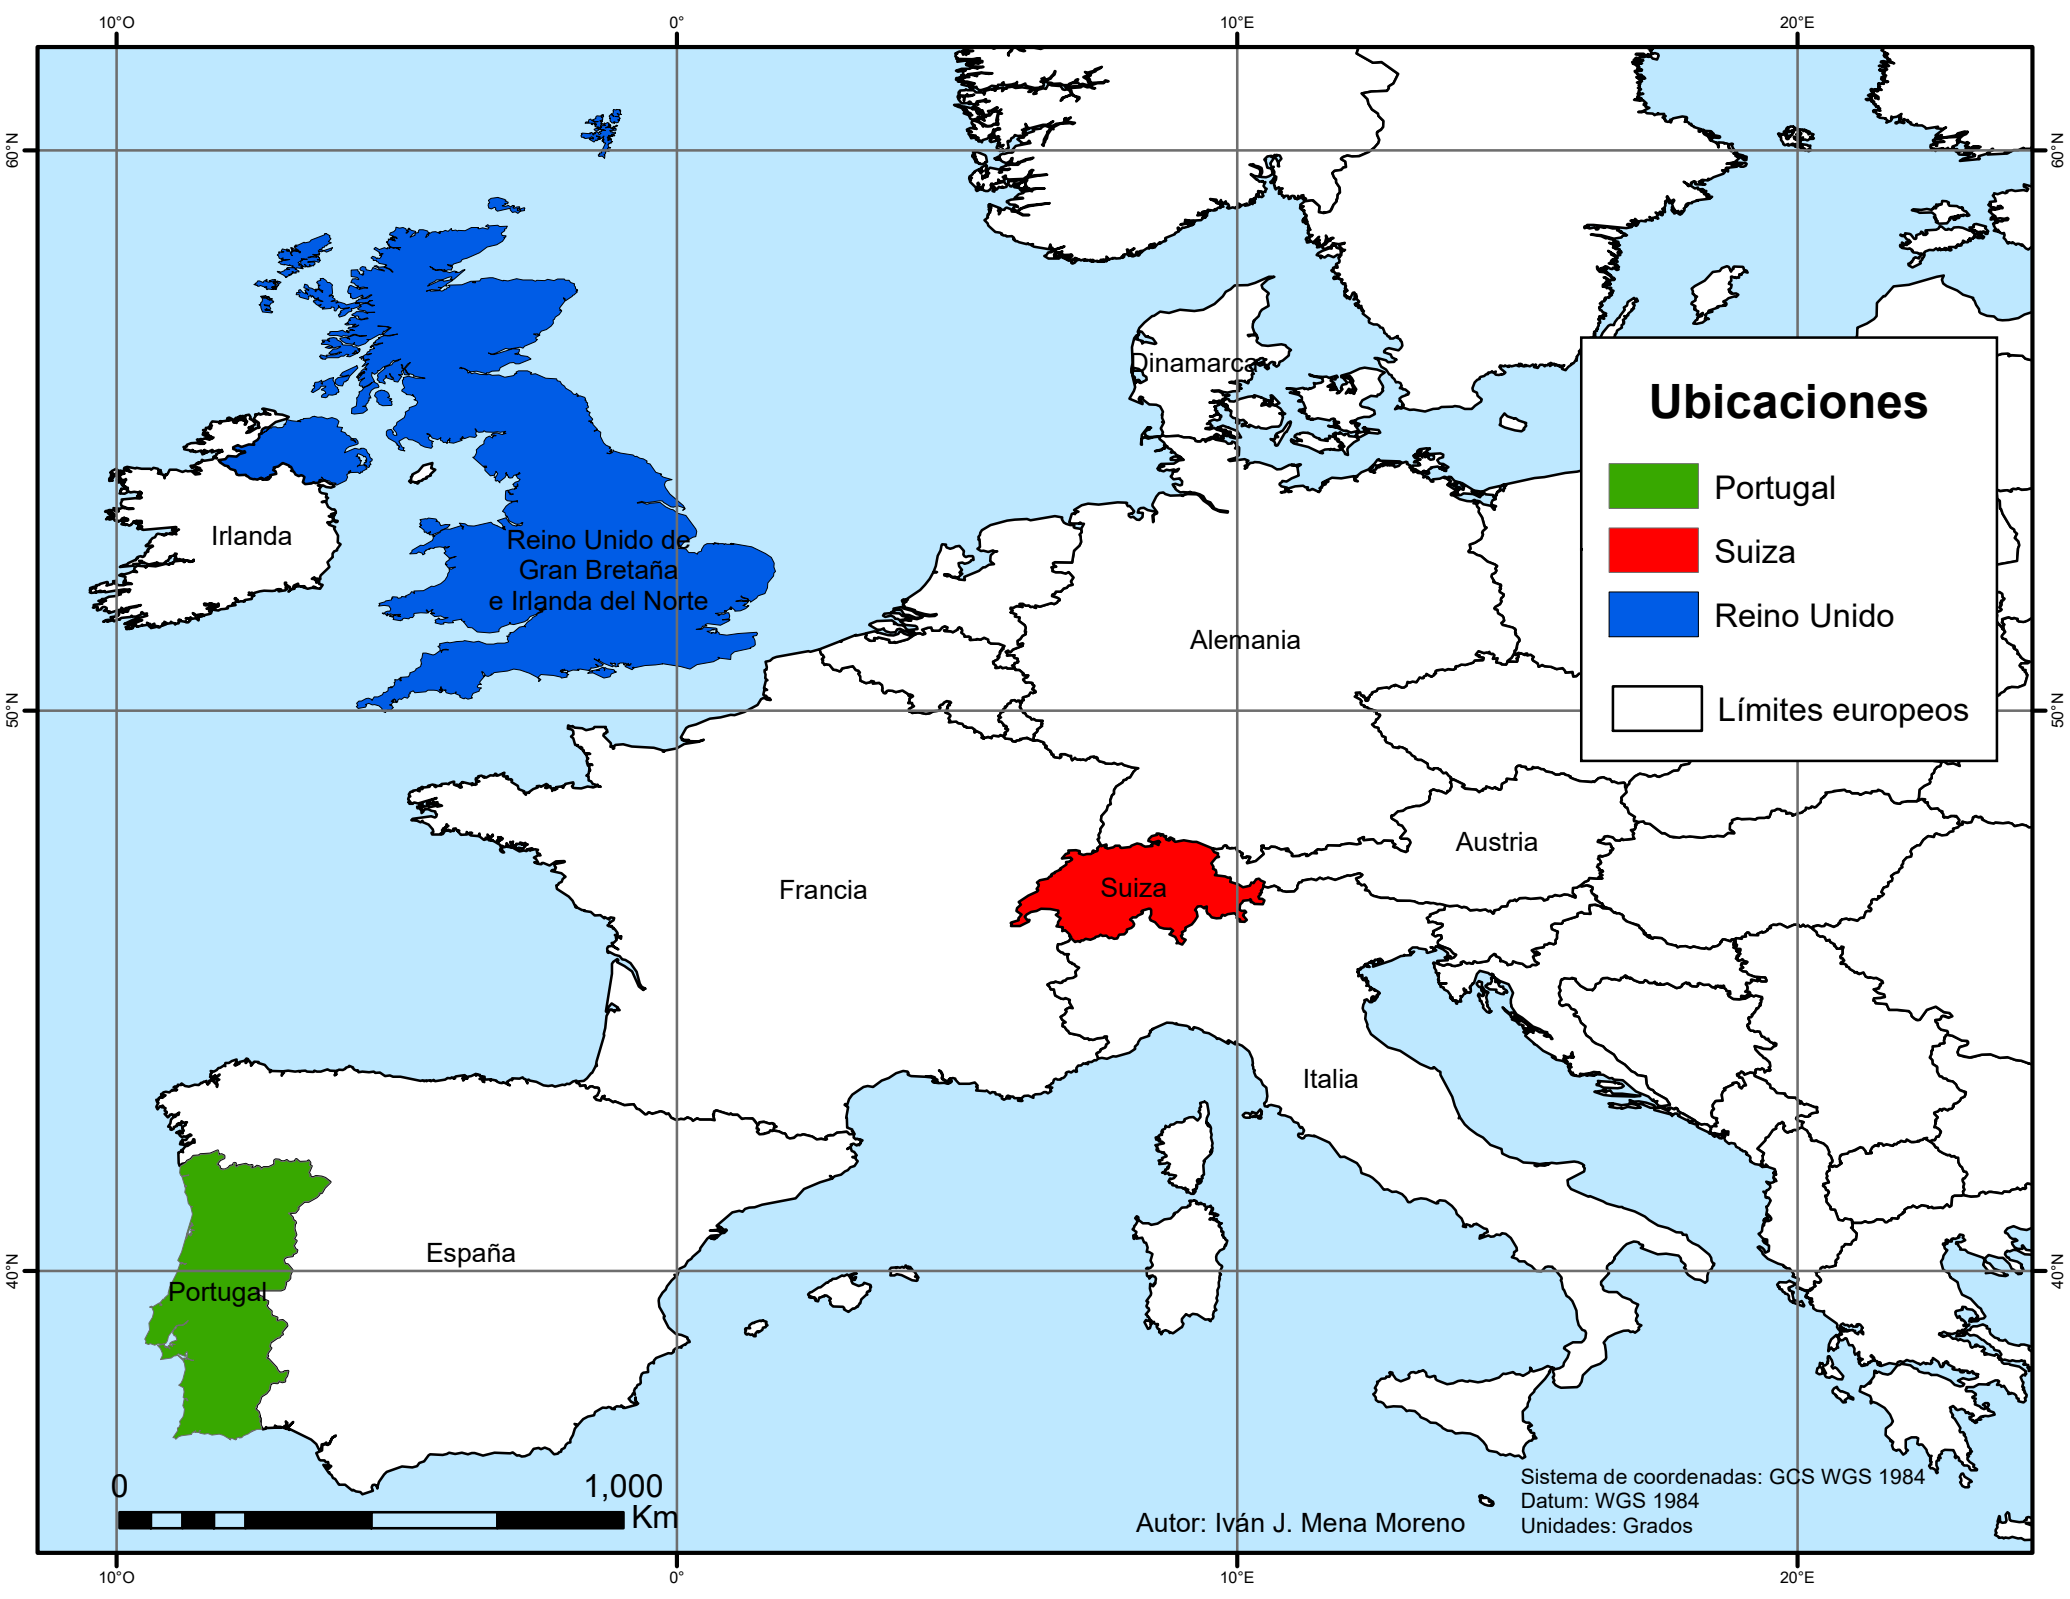 10°O 0° 10°E 20°E
60°N 60°N
Dinamarca
Ubicaciones
Portugal
Suiza
Reino Unido
Límites europeos
Irlanda
Reino Unido de
Gran Bretaña
e Irlanda del Norte
Alemania
50°N 50°N
Austria
Francia
Suiza
Italia
España
Portugal
40°N 40°N
0 1,000
Km
Autor: Iván J. Mena Moreno
Sistema de coordenadas: GCS WGS 1984
Datum: WGS 1984
Unidades: Grados
10°O 0° 10°E 20°E